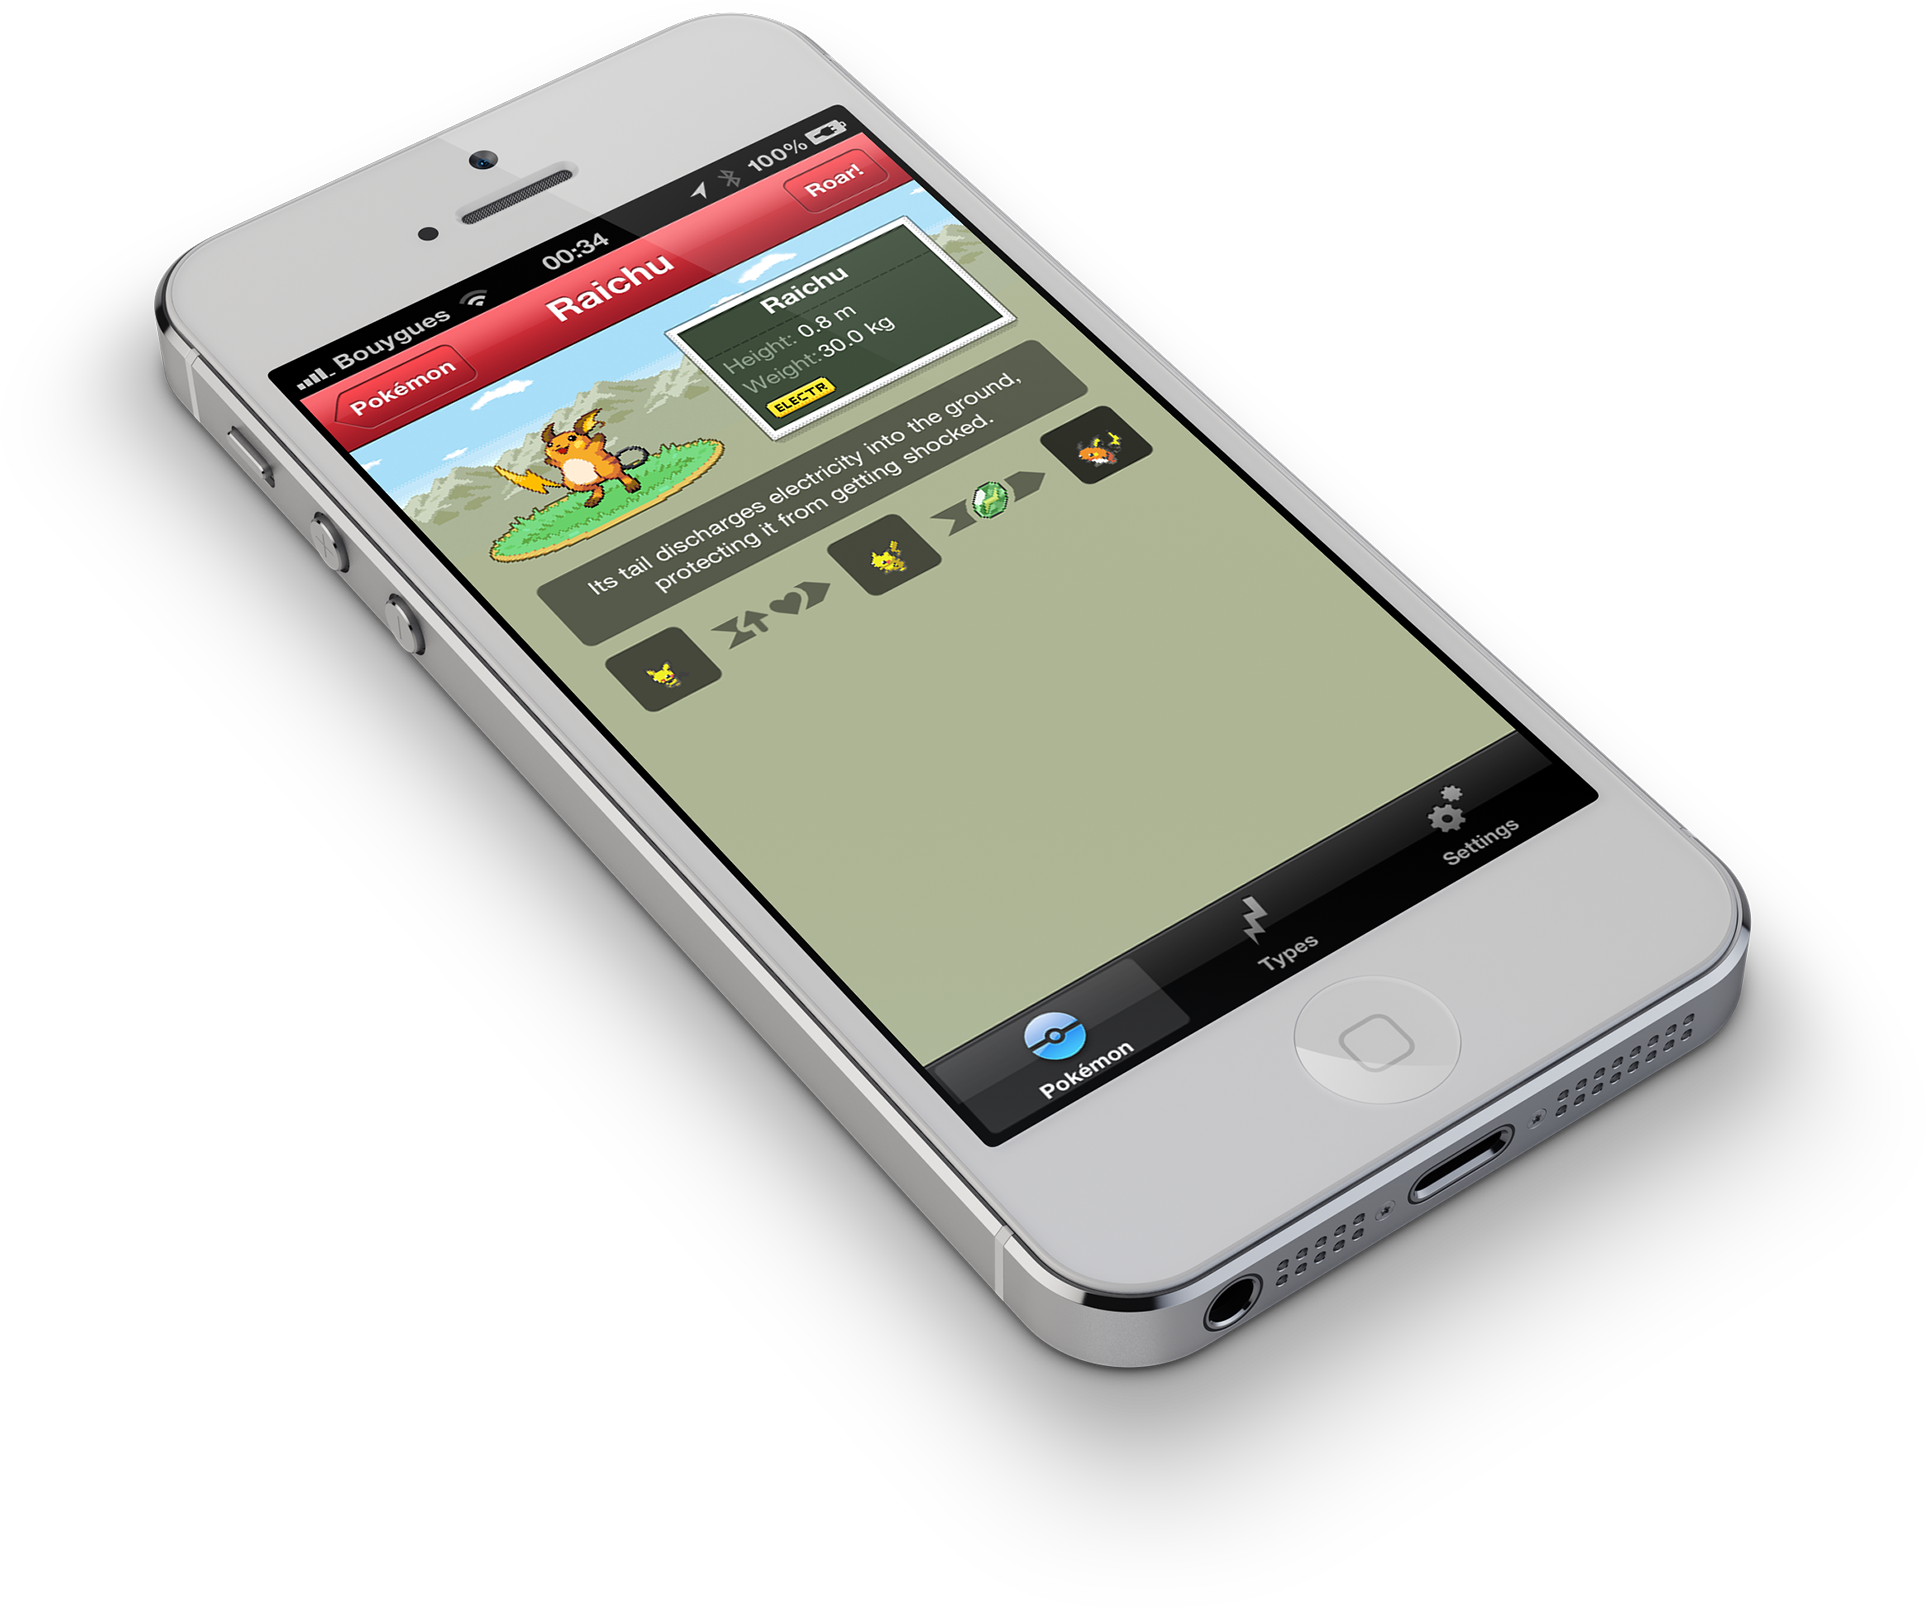 Bouygues 00:34 100%
Pokémon Raichu Roar!
Raichu
Height: 0.8 m
Weight: 30.0 kg
ELECTR
Its tail discharges electricity into the ground,
protecting it from getting shocked.
Pokémon Types Settings